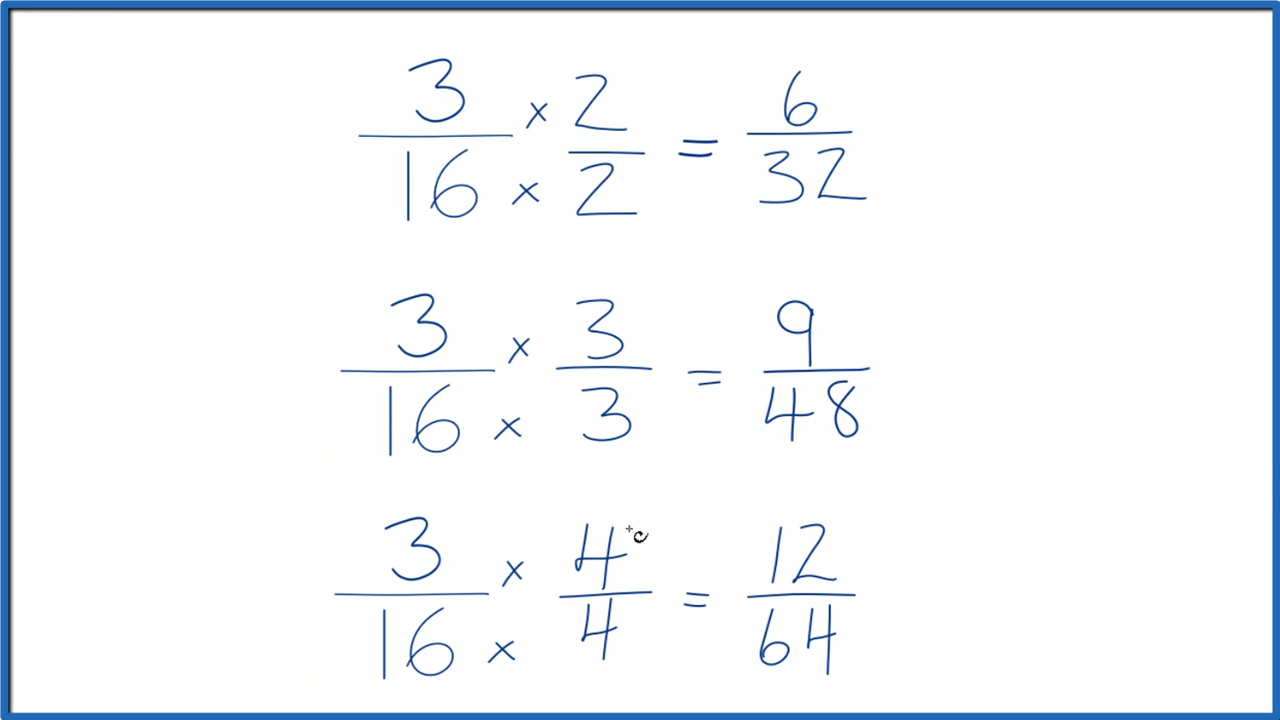 3/16 × 2/2 = 6/32
3/16 × 3/3 = 9/48
3/16 × 4/4 = 12/64